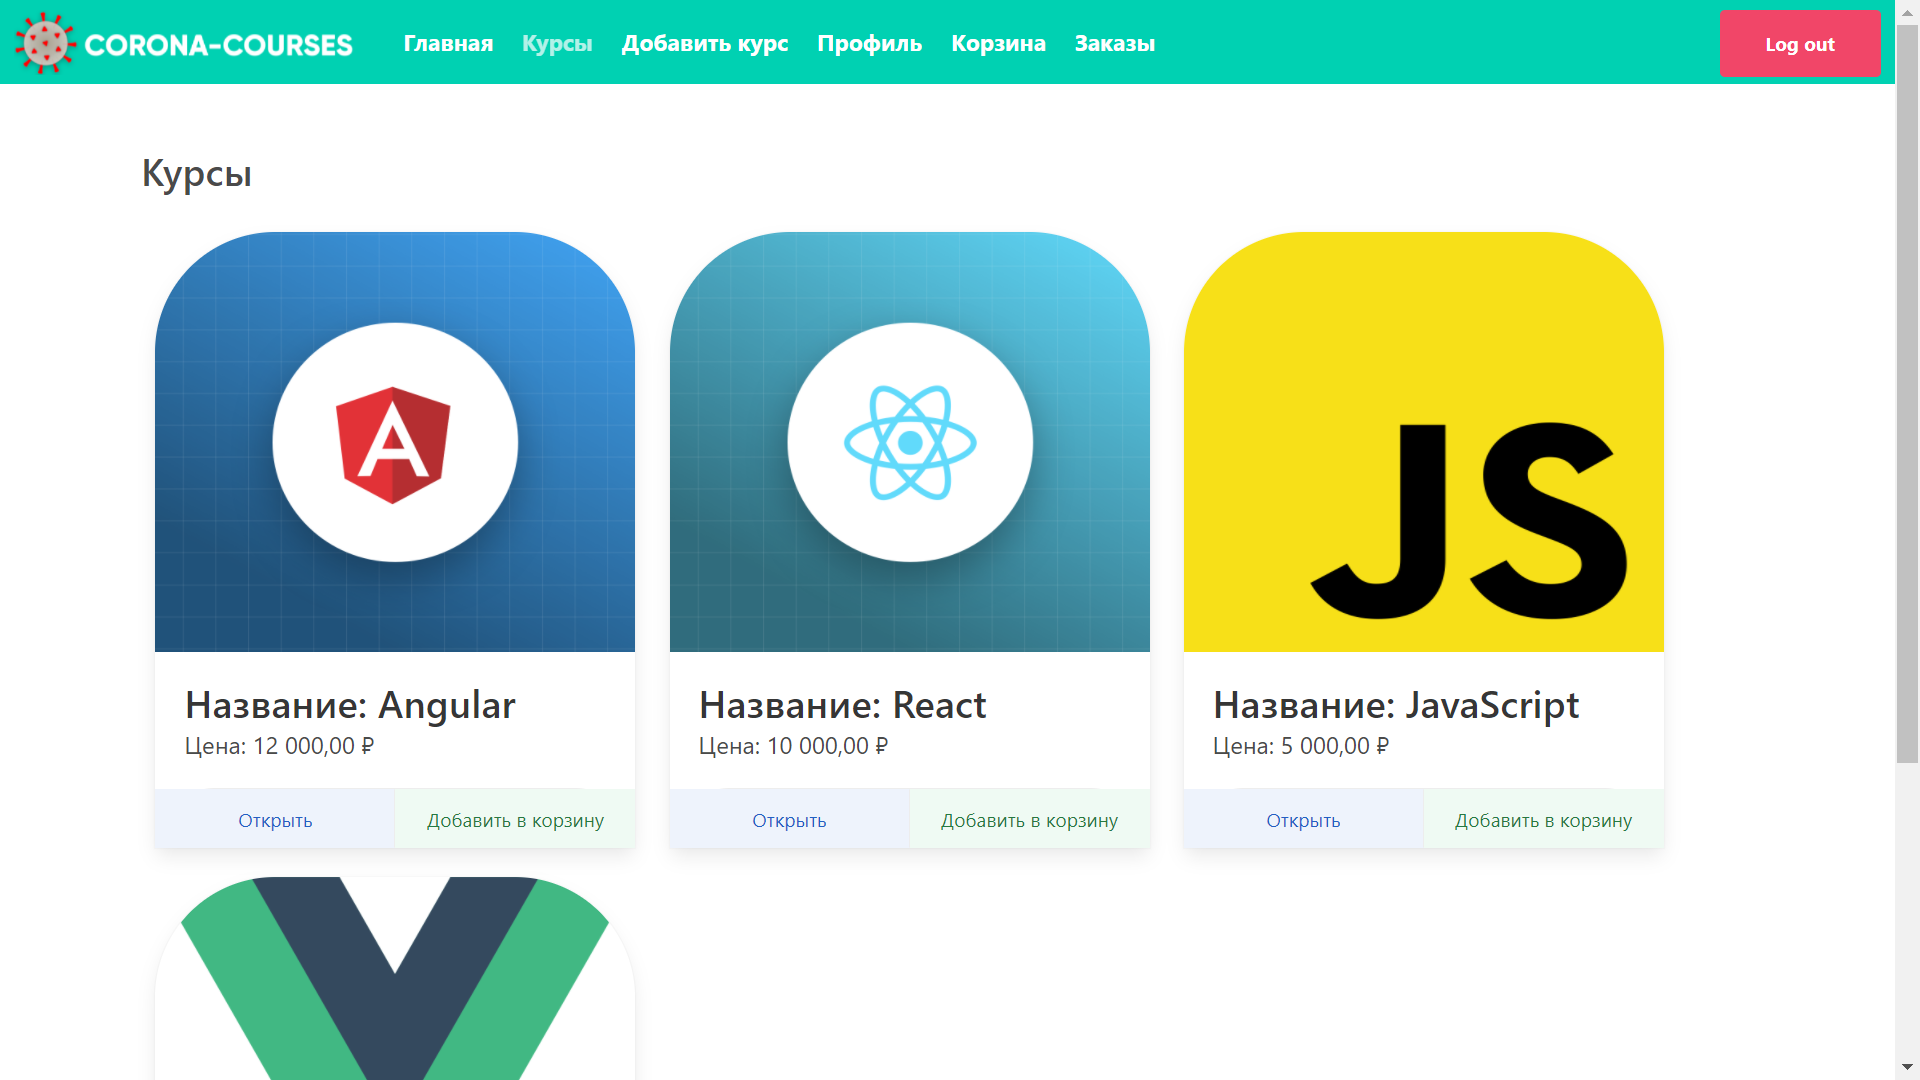 CORONA-COURSES
Главная
Курсы
Добавить курс
Профиль
Корзина
Заказы
Log out
Курсы
JS
Название: Angular
Цена: 12 000,00 ₽
Открыть
Добавить в корзину
Название: React
Цена: 10 000,00 ₽
Открыть
Добавить в корзину
Название: JavaScript
Цена: 5 000,00 ₽
Открыть
Добавить в корзину